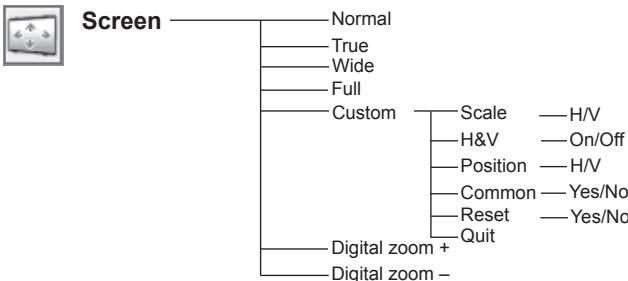 Screen
Normal
True
Wide
Full
Custom
Scale H/V
H&V On/Off
Position H/V
Common Yes/No
Reset Yes/No
Quit
Digital zoom +
Digital zoom –